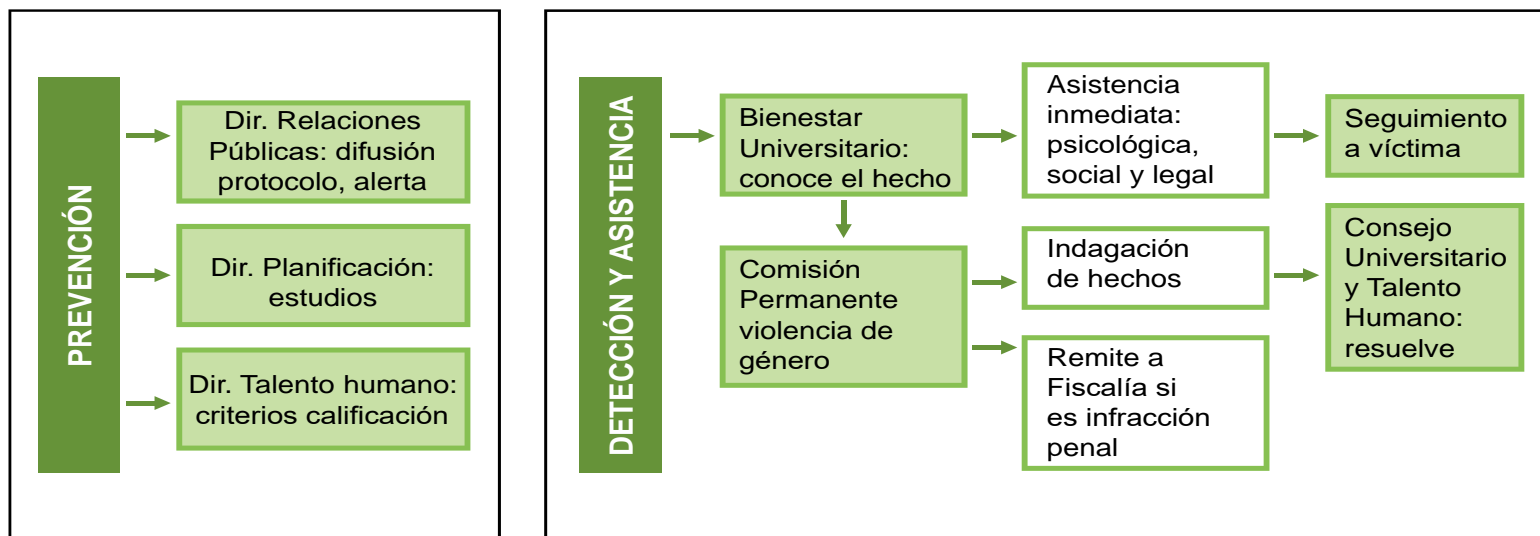 PREVENCIÓN
Dir. Relaciones
Públicas: difusión
protocolo, alerta
Dir. Planificación:
estudios
Dir. Talento humano:
criterios calificación
DETECCIÓN Y ASISTENCIA
Bienestar
Universitario:
conoce el hecho
Asistencia
inmediata:
psicológica,
social y legal
Seguimiento
a víctima
Comisión
Permanente
violencia de
género
Indagación
de hechos
Consejo
Universitario
y Talento
Humano:
resuelve
Remite a
Fiscalía si
es infracción
penal